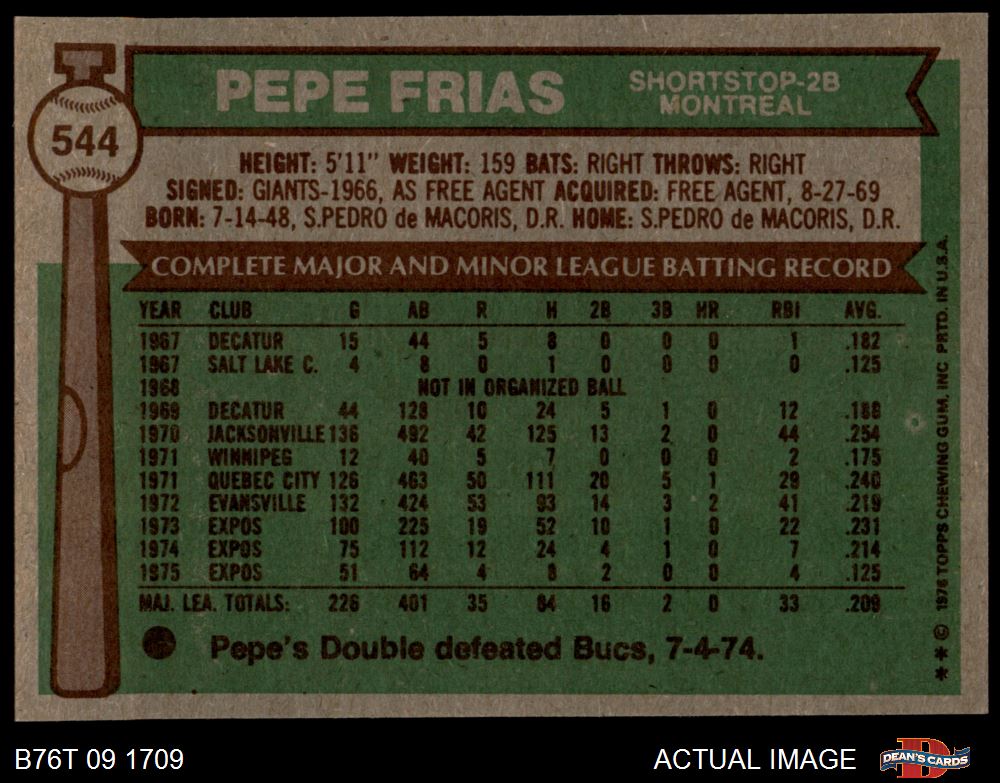 544
PEPE FRIAS
SHORTSTOP-2B
MONTREAL
HEIGHT: 5'11" WEIGHT: 159 BATS: RIGHT THROWS: RIGHT
SIGNED: GIANTS-1966, AS FREE AGENT ACQUIRED: FREE AGENT, 8-27-69
BORN: 7-14-48, S.PEDRO de MACORIS, D.R. HOME: S.PEDRO de MACORIS, D.R.
COMPLETE MAJOR AND MINOR LEAGUE BATTING RECORD
YEAR CLUB G AB R H 2B 3B HR RBI AVG.
1967 DECATUR 15 44 5 8 0 0 0 1 .182
1967 SALT LAKE C. 4 8 0 1 0 0 0 0 .125
1968 NOT IN ORGANIZED BALL
1969 DECATUR 44 128 10 24 5 1 0 12 .188
1970 JACKSONVILLE 136 492 42 125 13 2 0 44 .254
1971 WINNIPEG 12 40 5 7 0 0 0 2 .175
1971 QUEBEC CITY 126 463 50 111 20 5 1 29 .240
1972 EVANSVILLE 132 424 53 93 14 3 2 41 .219
1973 EXPOS 100 225 19 52 10 1 0 22 .231
1974 EXPOS 75 112 12 24 4 1 0 7 .214
1975 EXPOS 51 64 4 8 2 0 0 4 .125
MAJ. LEA. TOTALS: 226 401 35 84 16 2 0 33 .209
Pepe's Double defeated Bucs, 7-4-74.
** © 1976 TOPPS CHEWING GUM, INC PRTD. IN U.S.A.
B76T 09 1709
ACTUAL IMAGE
DEAN'S CARDS